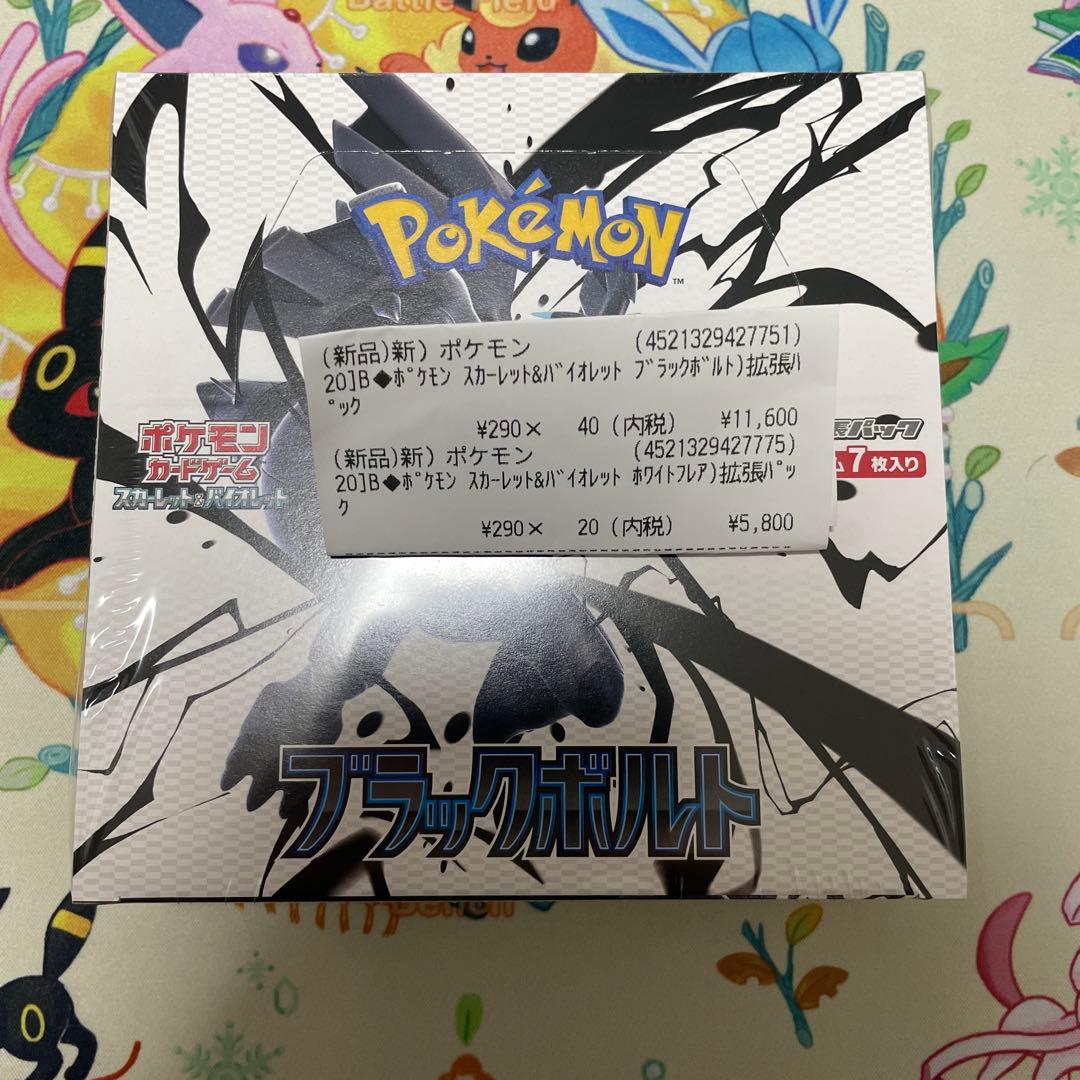 Battle Field
POKéMON
TM
(新品)新) ポケモン (4521329427751)
20]B◆ﾎﾟｹﾓﾝ ｽｶｰﾚｯﾄ&ﾊﾞｲｵﾚｯﾄ ﾌﾞﾗｯｸﾎﾞﾙﾄ)拡張ﾊ
ﾟｯｸ
¥290× 40 (内税) ¥11,600
(新品)新) ポケモン (4521329427775)
20]B◆ﾎﾟｹﾓﾝ ｽｶｰﾚｯﾄ&ﾊﾞｲｵﾚｯﾄ ﾎﾜｲﾄﾌﾚｱ)拡張ﾊﾟｯ
ｸ
¥290× 20 (内税) ¥5,800
ポケモン
カードゲーム
スカーレット&バイオレット
張パック
ム7枚入り
ブラックボルト